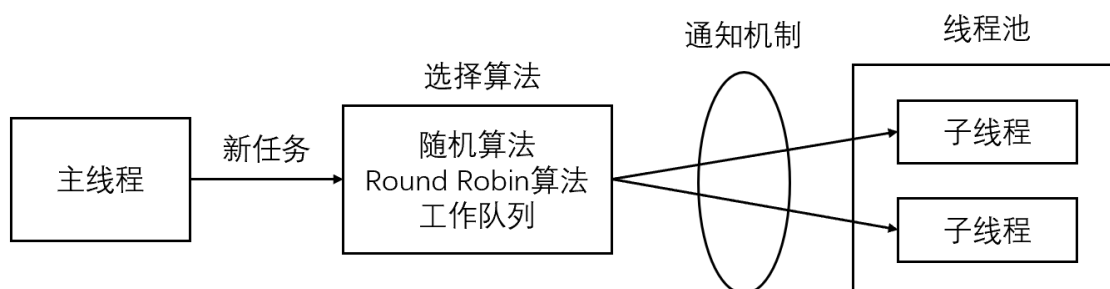 主线程
新任务
选择算法
随机算法
Round Robin算法
工作队列
通知机制
线程池
子线程
子线程